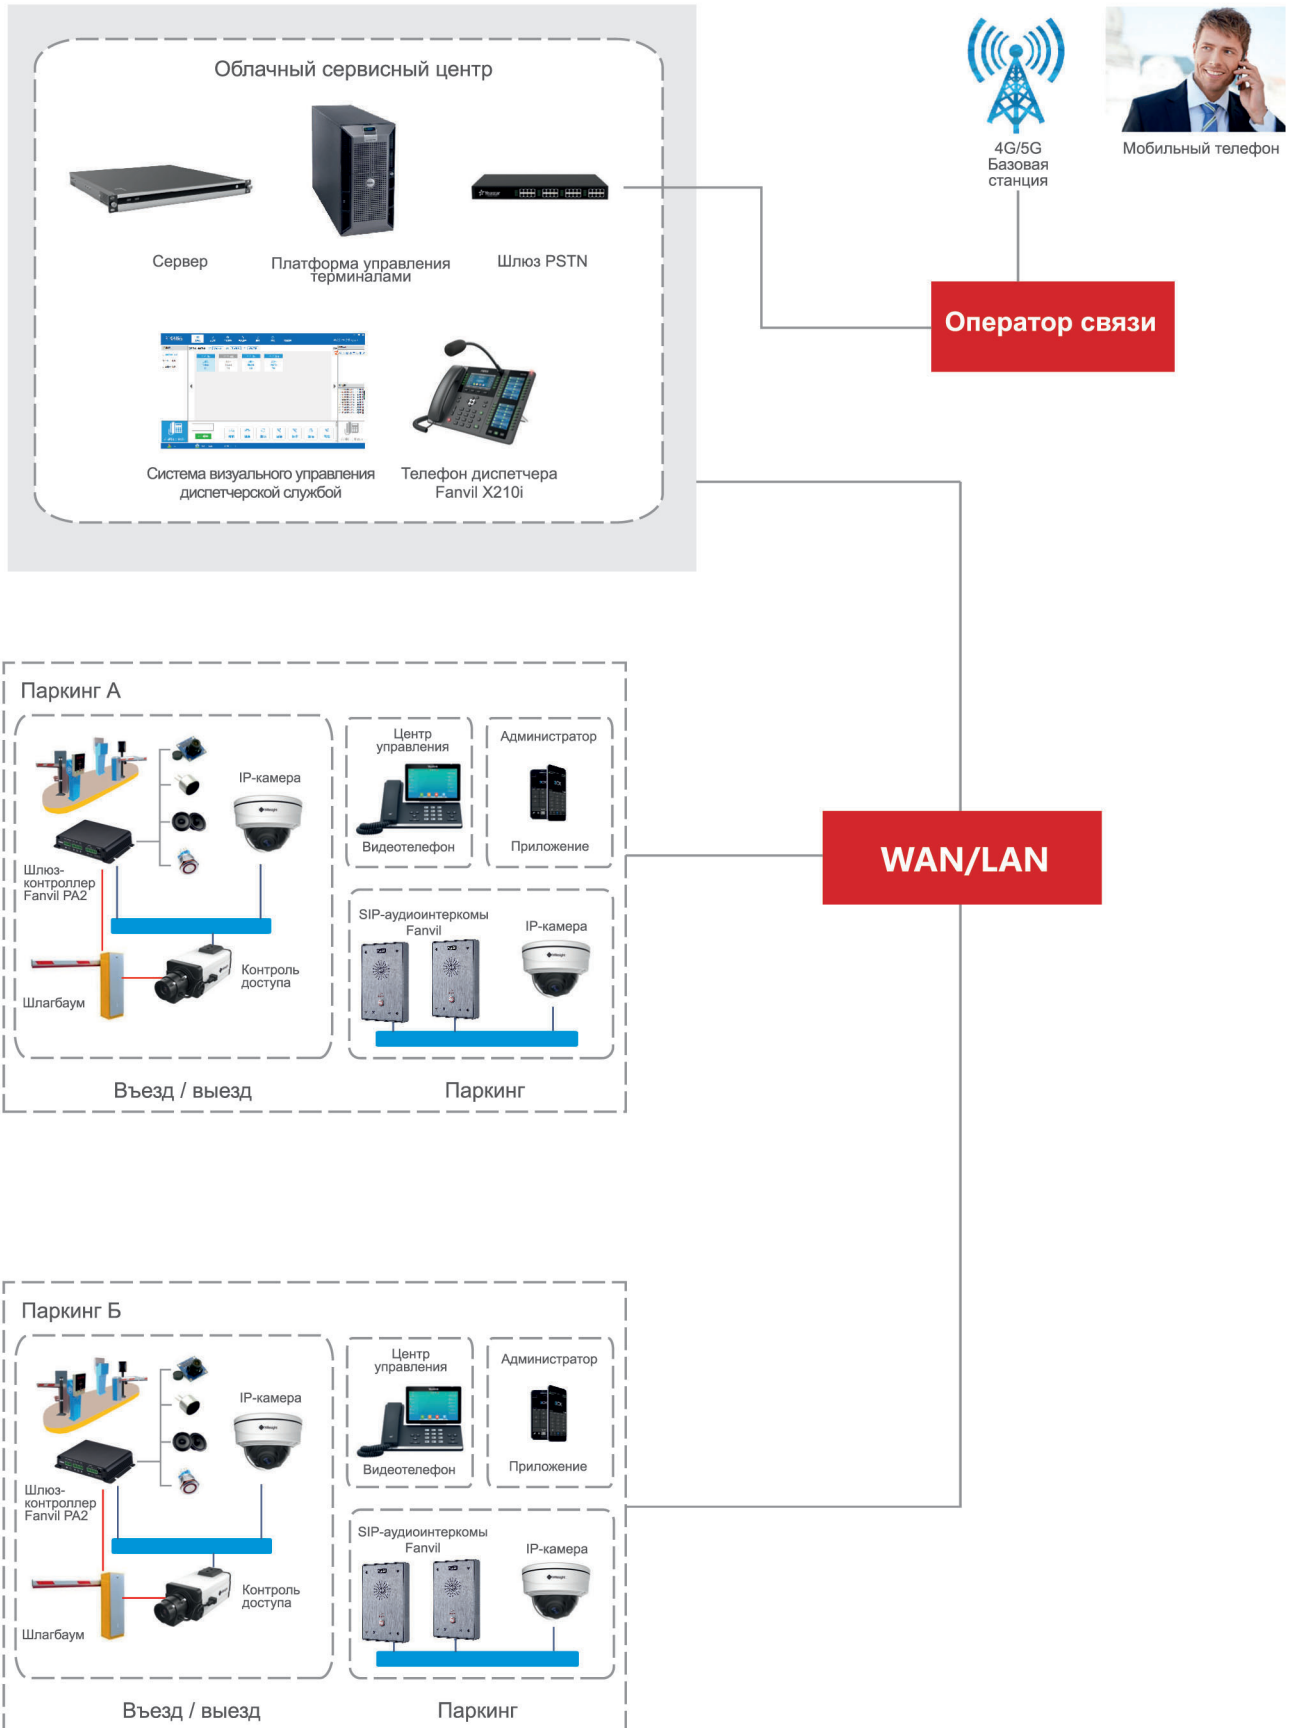 Облачный сервисный центр
Сервер
Платформа управления
терминалами
Шлюз PSTN
Система визуального управления
диспетчерской службой
Телефон диспетчера
Fanvil X210i
4G/5G
Базовая
станция
Мобильный телефон
Оператор связи
WAN/LAN
Паркинг А
IP-камера
Шлюз-
контроллер
Fanvil PA2
Шлагбаум
Контроль
доступа
Въезд / выезд
Центр
управления
Видеотелефон
Администратор
Приложение
SIP-аудиоинтеркомы
Fanvil
IP-камера
Паркинг
Паркинг Б
IP-камера
Шлюз-
контроллер
Fanvil PA2
Шлагбаум
Контроль
доступа
Въезд / выезд
Центр
управления
Видеотелефон
Администратор
Приложение
SIP-аудиоинтеркомы
Fanvil
IP-камера
Паркинг